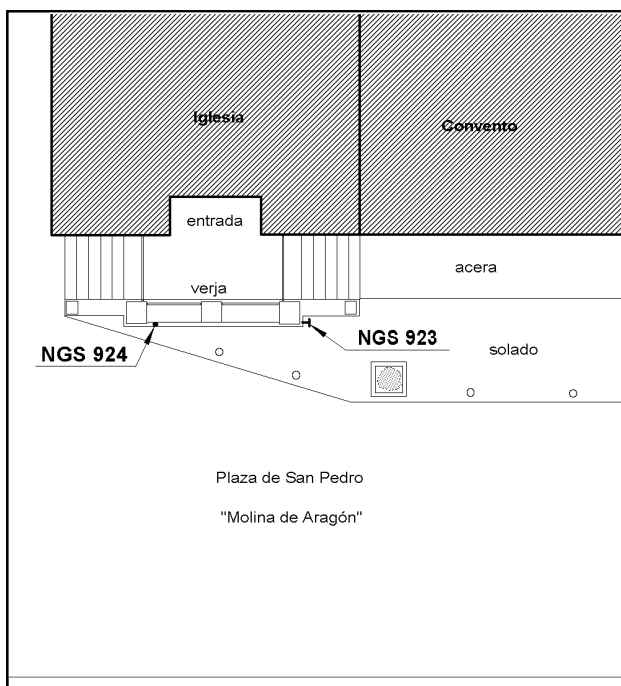 Iglesia
Convento
entrada
acera
verja
NGS 924
NGS 923
solado
Plaza de San Pedro
"Molina de Aragón"